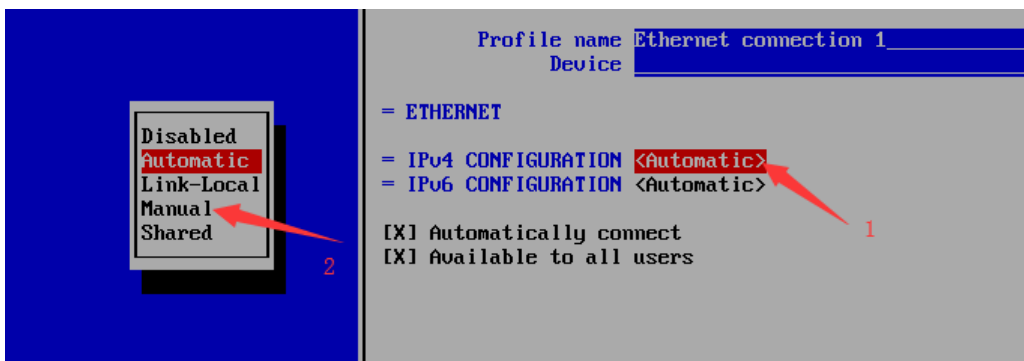 Disabled
Automatic
Link-Local
Manual
Shared
2
Profile name Ethernet connection 1
Device
= ETHERNET
= IPv4 CONFIGURATION <Automatic>
= IPv6 CONFIGURATION <Automatic>
[X] Automatically connect
[X] Available to all users
1